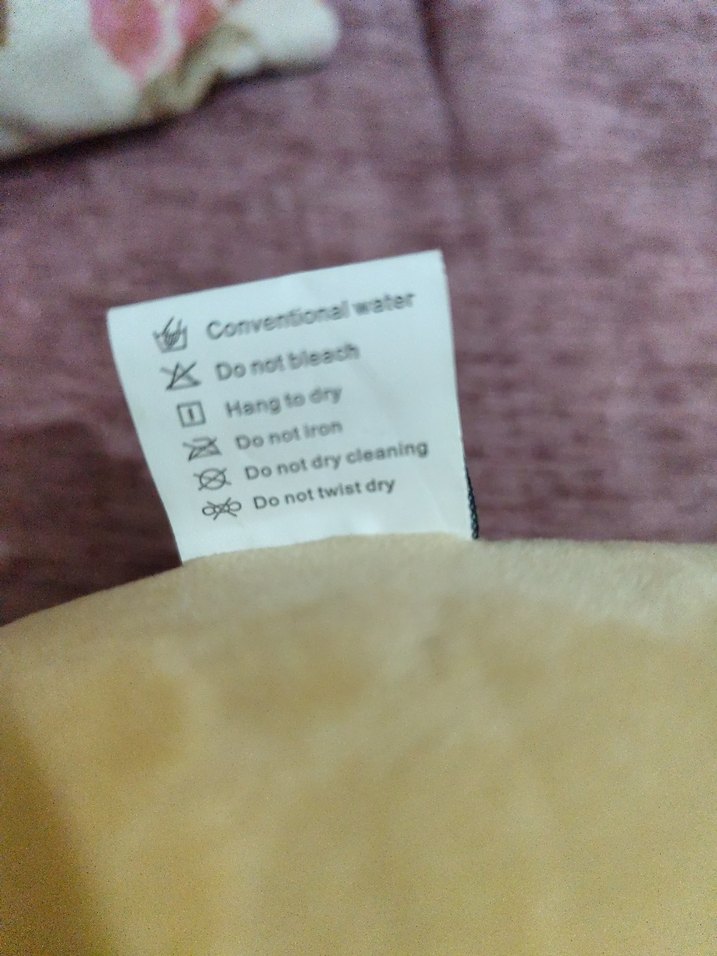 Conventional water
Do not bleach
Hang to dry
Do not iron
Do not dry cleaning
Do not twist dry